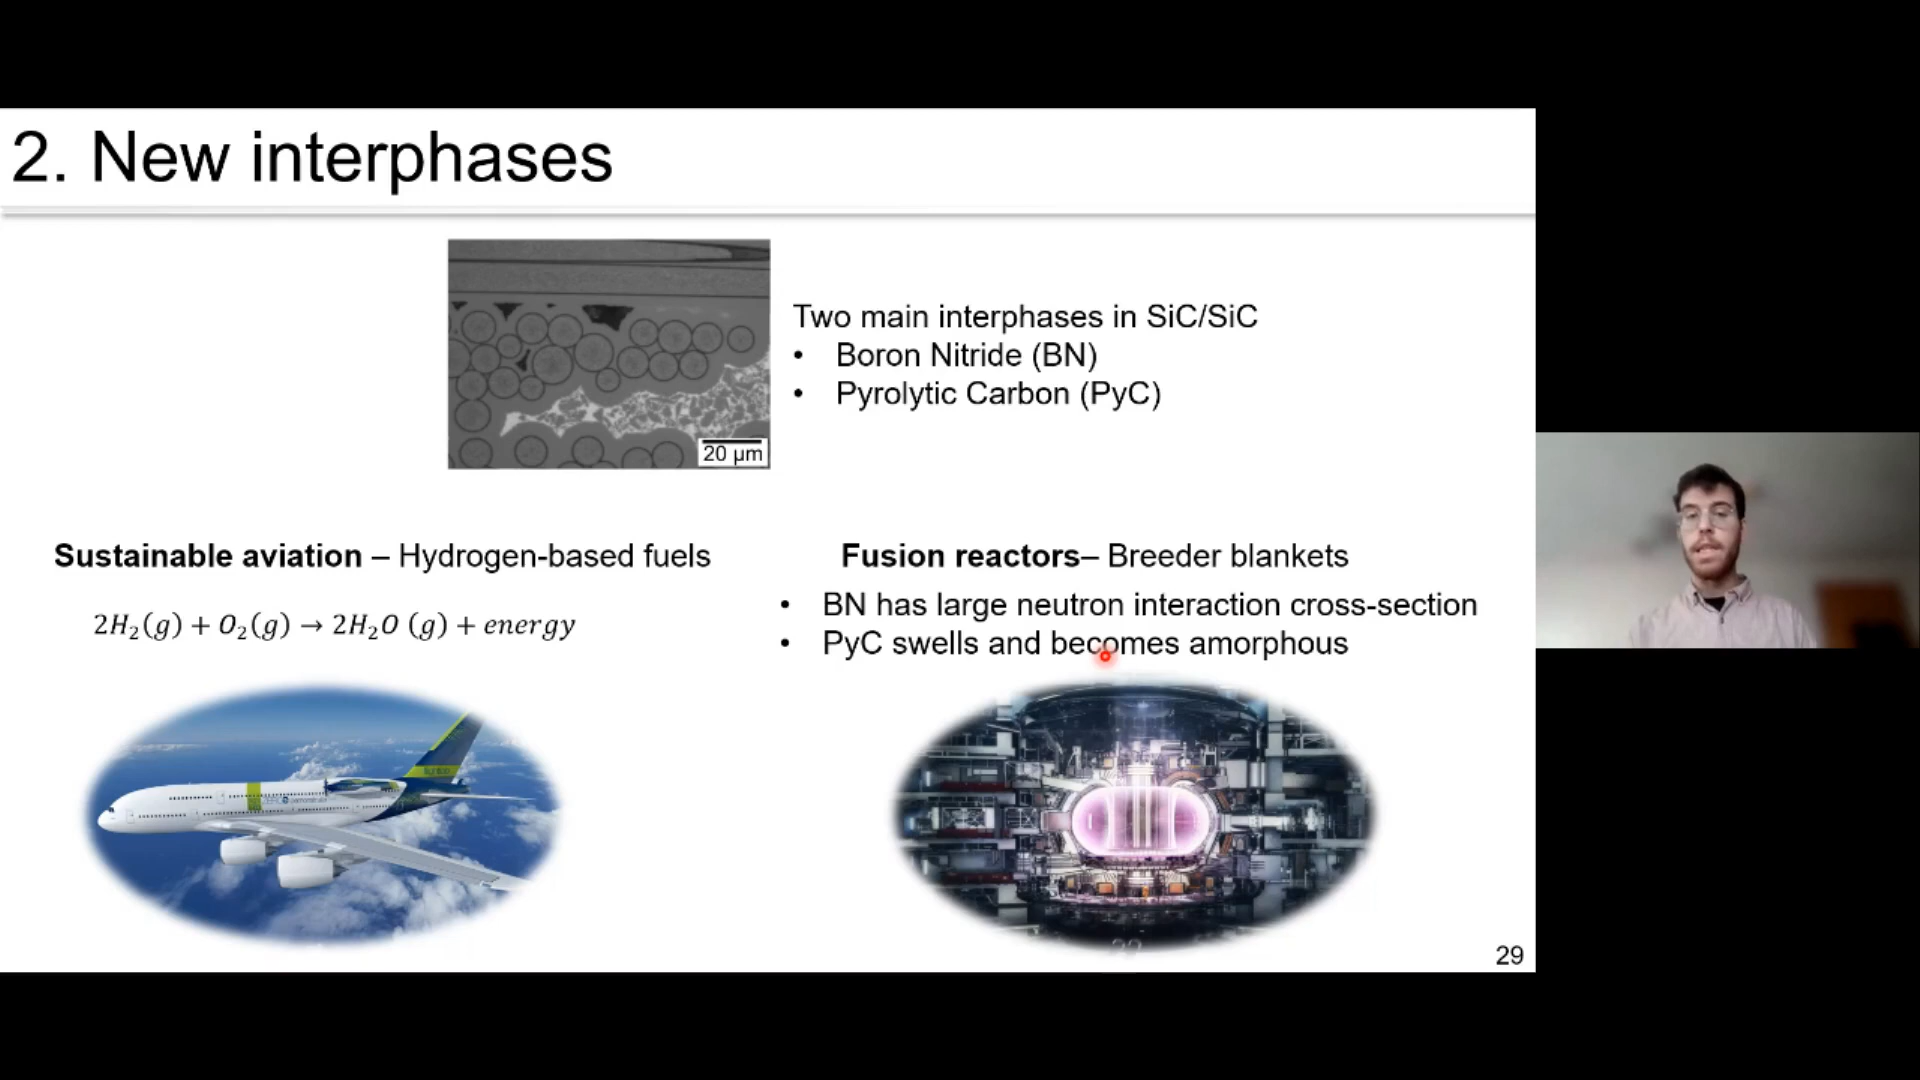 2. New interphases
20 μm
Two main interphases in SiC/SiC
• Boron Nitride (BN)
• Pyrolytic Carbon (PyC)
Sustainable aviation – Hydrogen-based fuels
2H₂(g) + O₂(g) → 2H₂O (g) + energy
Fusion reactors– Breeder blankets
• BN has large neutron interaction cross-section
• PyC swells and becomes amorphous
29